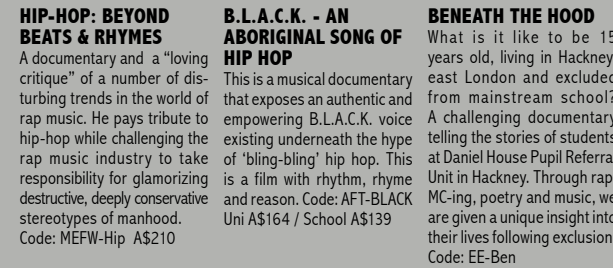 HIP-HOP: BEYOND
BEATS & RHYMES
A documentary and a “loving
critique” of a number of dis-
turbing trends in the world of
rap music. He pays tribute to
hip-hop while challenging the
rap music industry to take
responsibility for glamorizing
destructive, deeply conservative
stereotypes of manhood.
Code: MEFW-Hip A$210
B.L.A.C.K. - AN
ABORIGINAL SONG OF
HIP HOP
This is a musical documentary
that exposes an authentic and
empowering B.L.A.C.K. voice
existing underneath the hype
of ‘bling-bling’ hip hop. This
is a film with rhythm, rhyme
and reason. Code: AFT-BLACK
Uni A$164 / School A$139
BENEATH THE HOOD
What is it like to be 15
years old, living in Hackney
east London and excluded
from mainstream school?
A challenging documentary
telling the stories of students
at Daniel House Pupil Referra
Unit in Hackney. Through rap
MC-ing, poetry and music, we
are given a unique insight into
their lives following exclusion
Code: EE-Ben